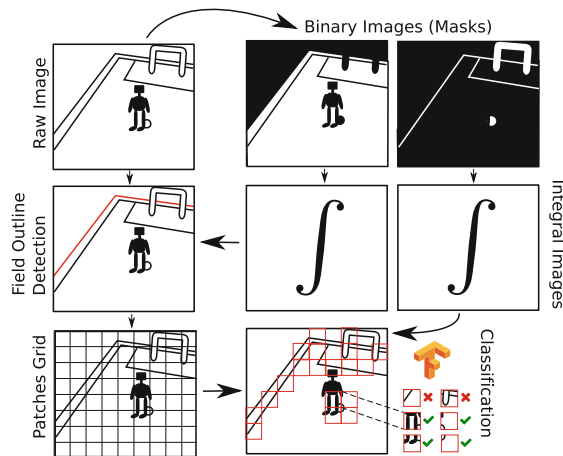 Binary Images (Masks)
Raw Image
Field Outline
Detection
Integral Images
Patches Grid
Classification